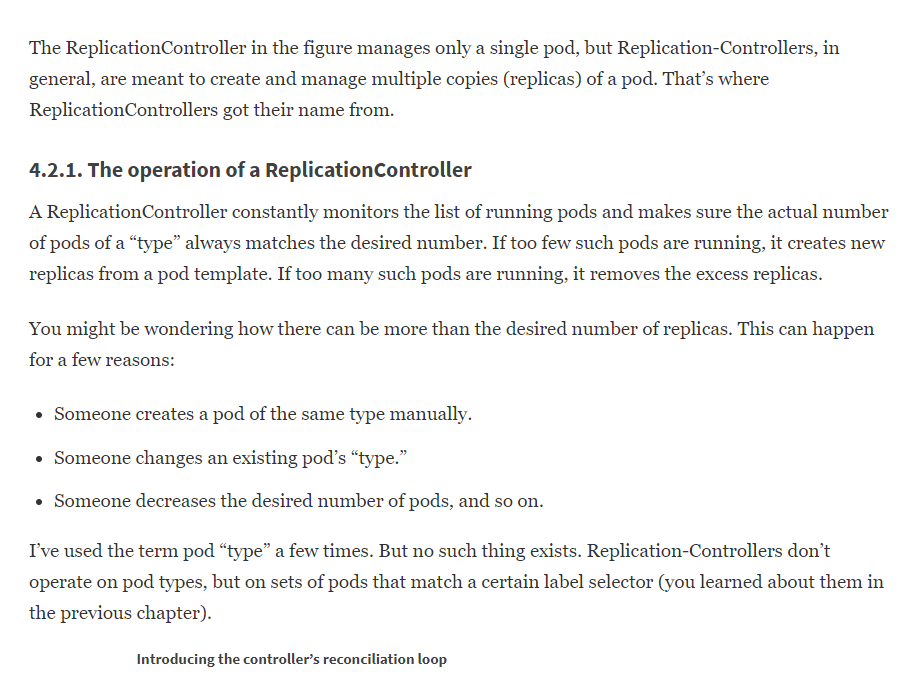 The ReplicationController in the figure manages only a single pod, but Replication-Controllers, in
general, are meant to create and manage multiple copies (replicas) of a pod. That’s where
ReplicationControllers got their name from.
4.2.1. The operation of a ReplicationController
A ReplicationController constantly monitors the list of running pods and makes sure the actual number
of pods of a “type” always matches the desired number. If too few such pods are running, it creates new
replicas from a pod template. If too many such pods are running, it removes the excess replicas.
You might be wondering how there can be more than the desired number of replicas. This can happen
for a few reasons:
• Someone creates a pod of the same type manually.
• Someone changes an existing pod’s “type.”
• Someone decreases the desired number of pods, and so on.
I’ve used the term pod “type” a few times. But no such thing exists. Replication-Controllers don’t
operate on pod types, but on sets of pods that match a certain label selector (you learned about them in
the previous chapter).
Introducing the controller’s reconciliation loop